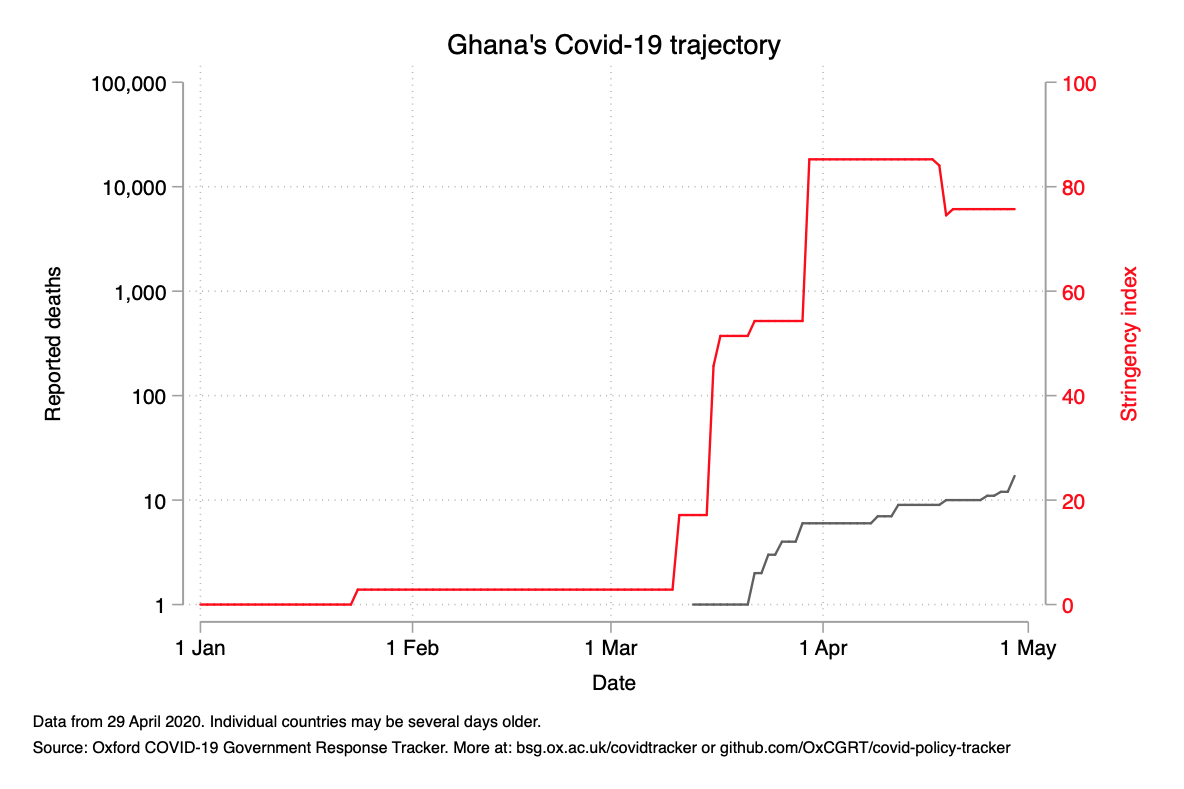 Ghana's Covid-19 trajectory
100,000
10,000
1,000
100
10
1
Reported deaths
100
80
60
40
20
0
Stringency index
1 Jan
1 Feb
1 Mar
1 Apr
1 May
Date
Data from 29 April 2020. Individual countries may be several days older.
Source: Oxford COVID-19 Government Response Tracker. More at: bsg.ox.ac.uk/covidtracker or github.com/OxCGRT/covid-policy-tracker